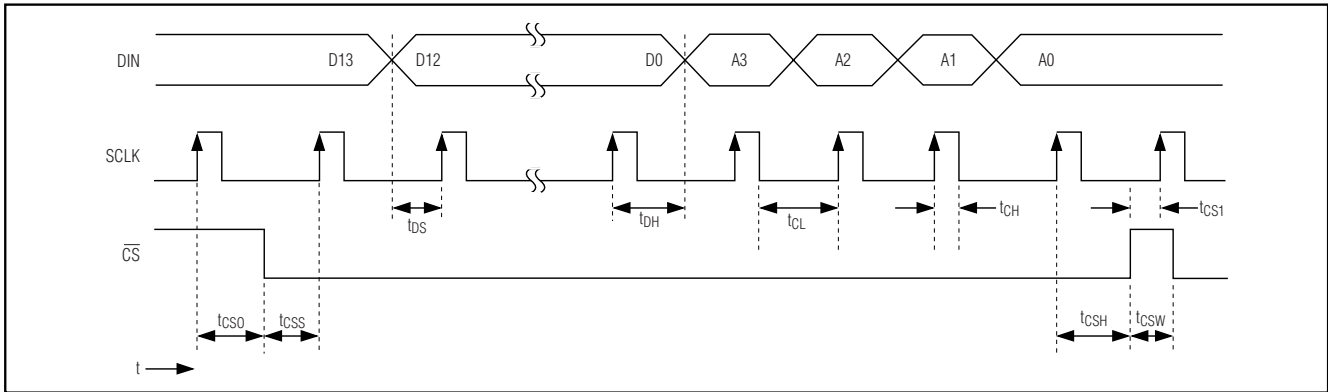 DIN D13 D12 D0 A3 A2 A1 A0
SCLK
tDS tDH tCL tCH tCS1
CS
tCSO tCSS tCSH tCSW
t